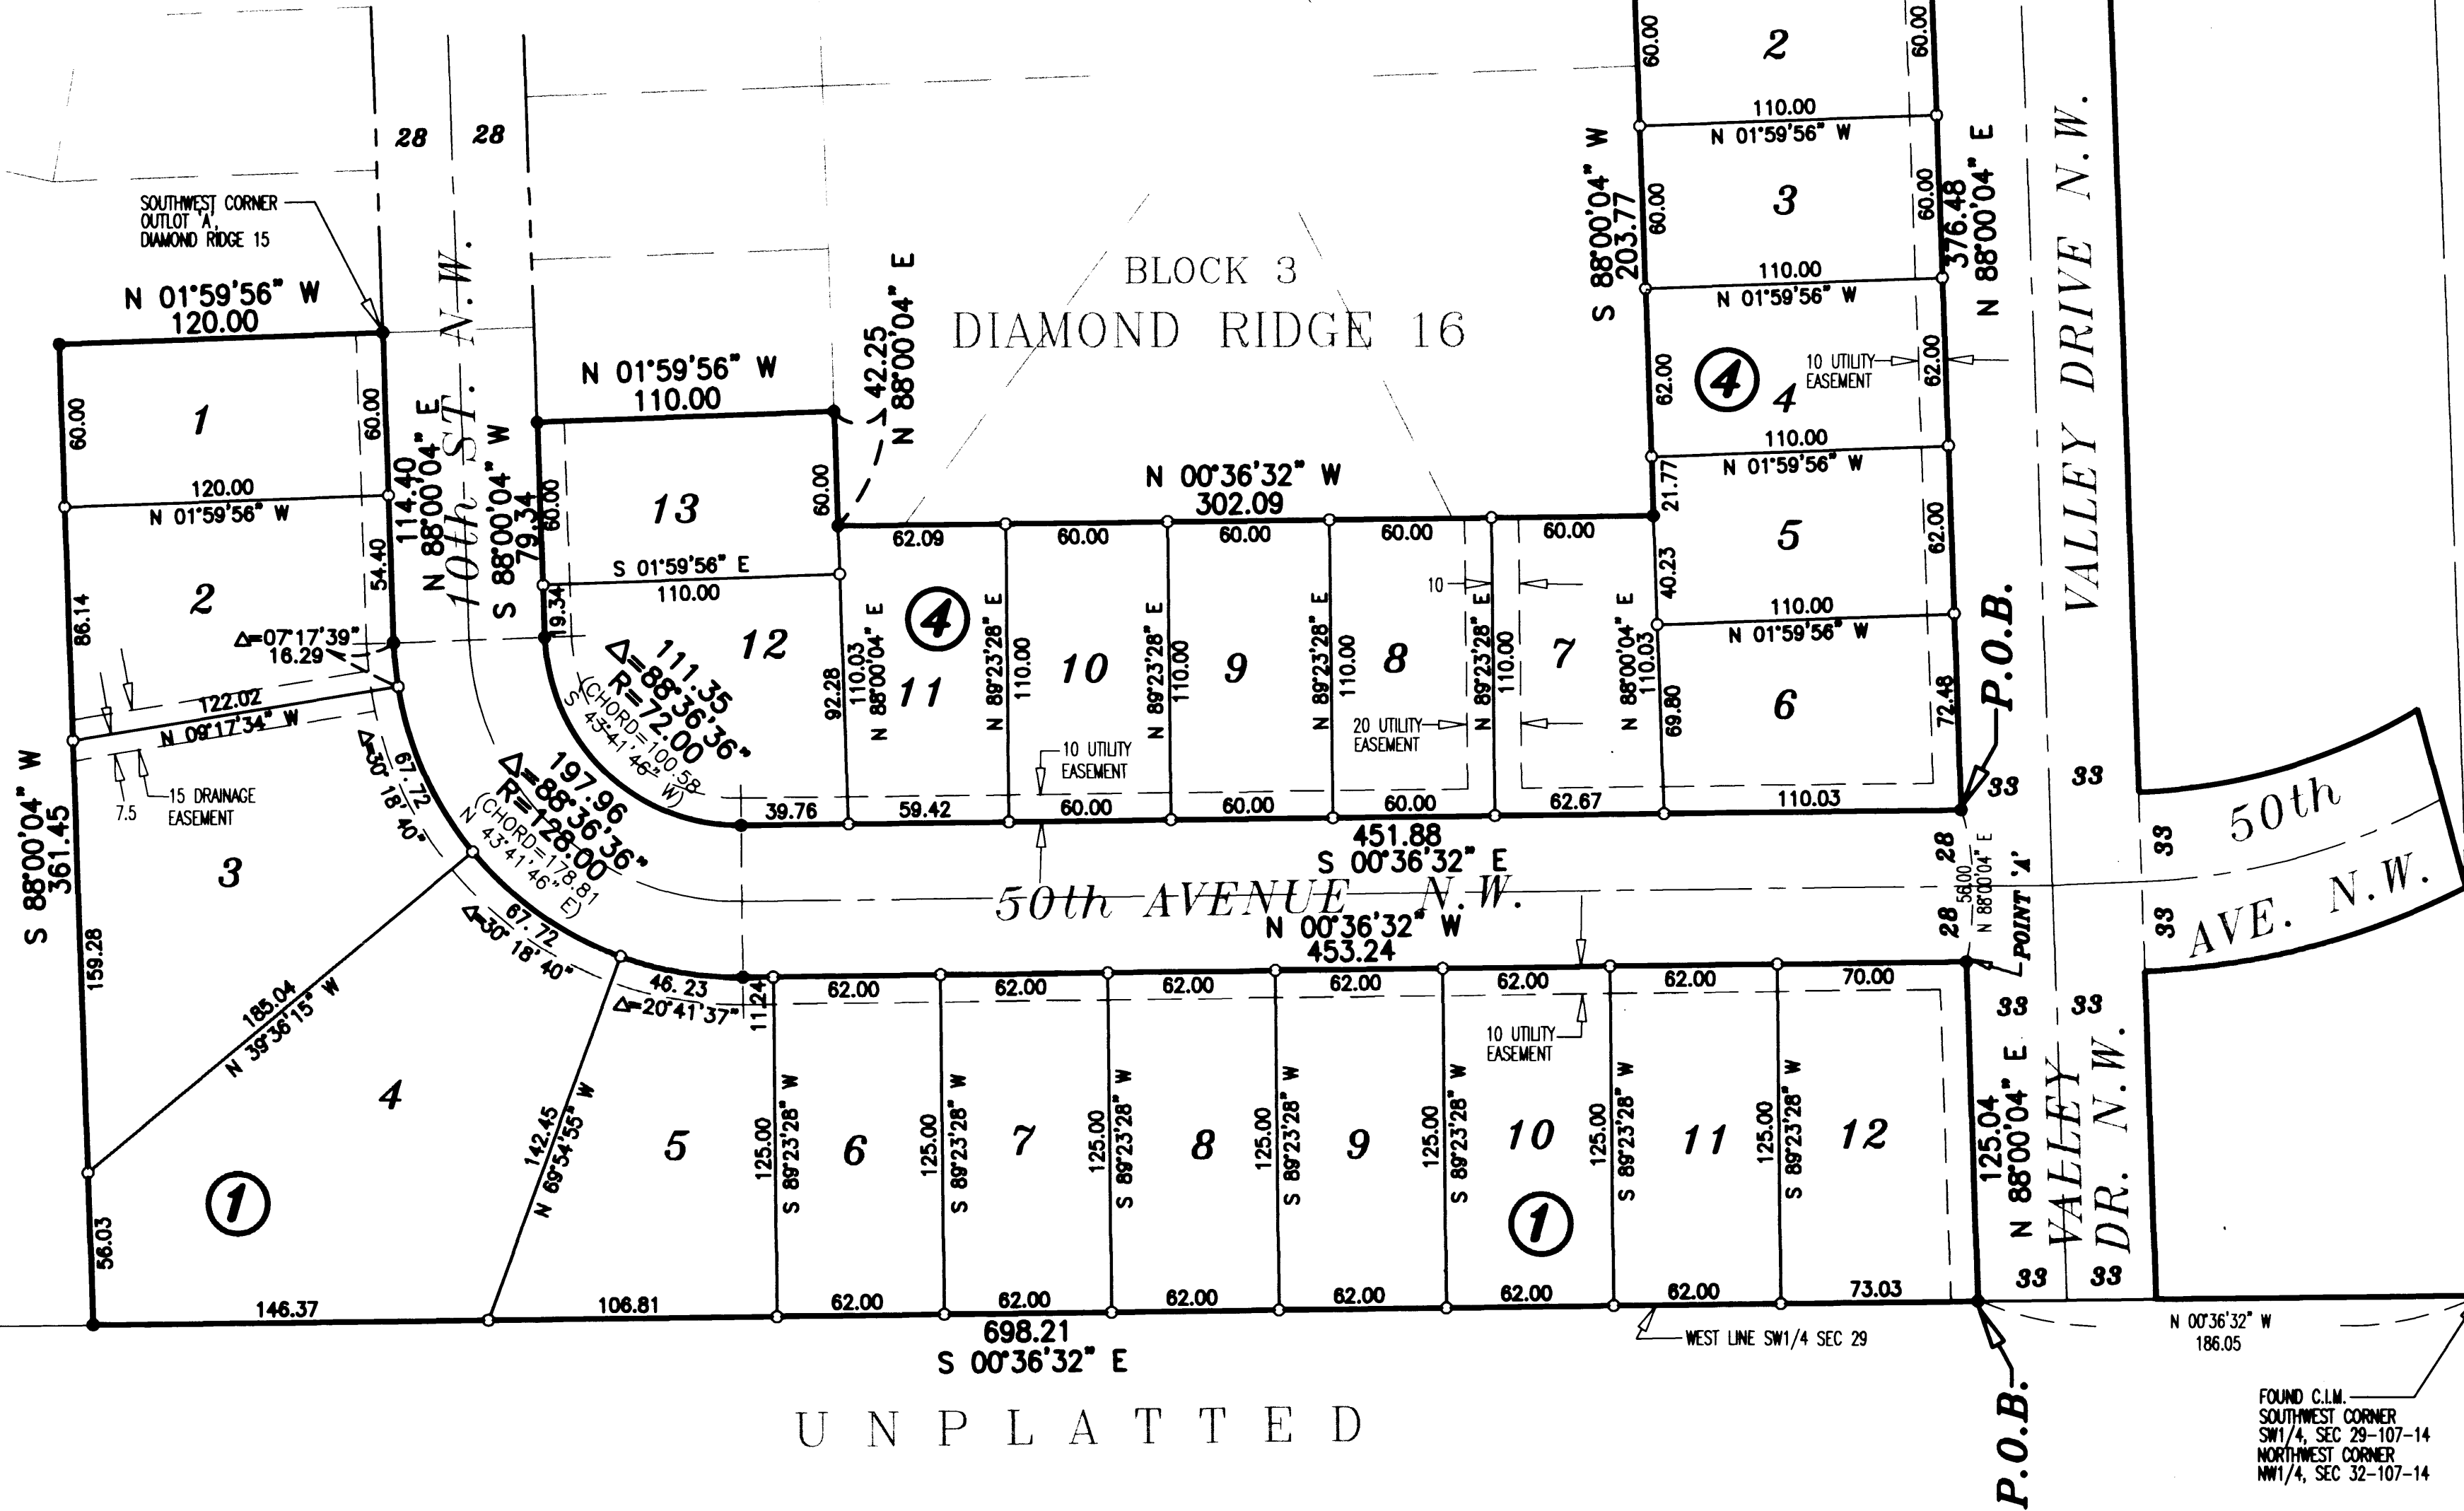 60.00
2
60.00
110.00
N 01°59'56" W
28
28
SOUTHWEST CORNER
OUTLOT 'A',
DIAMOND RIDGE 15
N 01°59'56" W
120.00
60.00
1
60.00
120.00
N 01°59'56" W
114.40
N 88°00'04" E
10th ST. N.W.
S 88°00'04" W
79.34
54.40
2
86.14
Δ=07°17'39"
16.29
122.02
N 09°17'34" W
7.5
15 DRAINAGE
EASEMENT
S 88°00'04" W
361.45
3
159.28
67.72
Δ=30°18'40"
185.04
N 39°36'15" W
4
1
56.03
146.37
N 01°59'56" W
110.00
42.25
N 88°00'04" E
60.00
13
60.00
S 01°59'56" E
110.00
19.34
12
111.35
Δ=88°36'36"
R=72.00
(CHORD=100.58
S 43°41'46" W)
197.96
Δ=88°36'36"
R=128.00
(CHORD=178.81
N 43°41'46" E)
67.72
Δ=30°18'40"
46.23
Δ=20°41'37"
BLOCK 3
DIAMOND RIDGE 16
N 00°36'32" W
302.09
62.09
60.00
60.00
60.00
60.00
92.28
110.03
N 88°00'04" E
4
11
N 89°23'28" E
110.00
10
N 89°23'28" E
110.00
9
N 89°23'28" E
110.00
8
10
N 89°23'28" E
110.00
7
N 88°00'04" E
110.03
10 UTILITY
EASEMENT
20 UTILITY
EASEMENT
39.76
59.42
60.00
60.00
60.00
62.67
110.03
451.88
S 00°36'32" E
50th AVENUE N.W.
N 00°36'32" W
453.24
S 88°00'04" W
203.77
60.00
3
60.00
376.48
N 88°00'04" E
110.00
N 01°59'56" W
62.00
4
4
10 UTILITY
EASEMENT
62.00
110.00
N 01°59'56" W
21.77
5
62.00
40.23
110.00
N 01°59'56" W
69.80
6
72.48
P.O.B.
VALLEY DRIVE N.W.
33
33
28
28
56.00
N 88°00'04" E
POINT 'A'
33
33
50th
AVE. N.W.
11.24
62.00
62.00
62.00
62.00
62.00
62.00
70.00
10 UTILITY
EASEMENT
142.45
N 69°54'55" W
5
125.00
S 89°23'28" W
6
125.00
S 89°23'28" W
7
125.00
S 89°23'28" W
8
125.00
S 89°23'28" W
9
125.00
S 89°23'28" W
10
1
125.00
S 89°23'28" W
11
125.00
S 89°23'28" W
12
125.04
N 88°00'04" E
33
33
VALLEY
DR. N.W.
33
33
106.81
62.00
62.00
62.00
62.00
62.00
62.00
73.03
698.21
S 00°36'32" E
WEST LINE SW1/4 SEC 29
N 00°36'32" W
186.05
P.O.B.
UNPLATTED
FOUND C.I.M.
SOUTHWEST CORNER
SW1/4, SEC 29-107-14
NORTHWEST CORNER
NW1/4, SEC 32-107-14